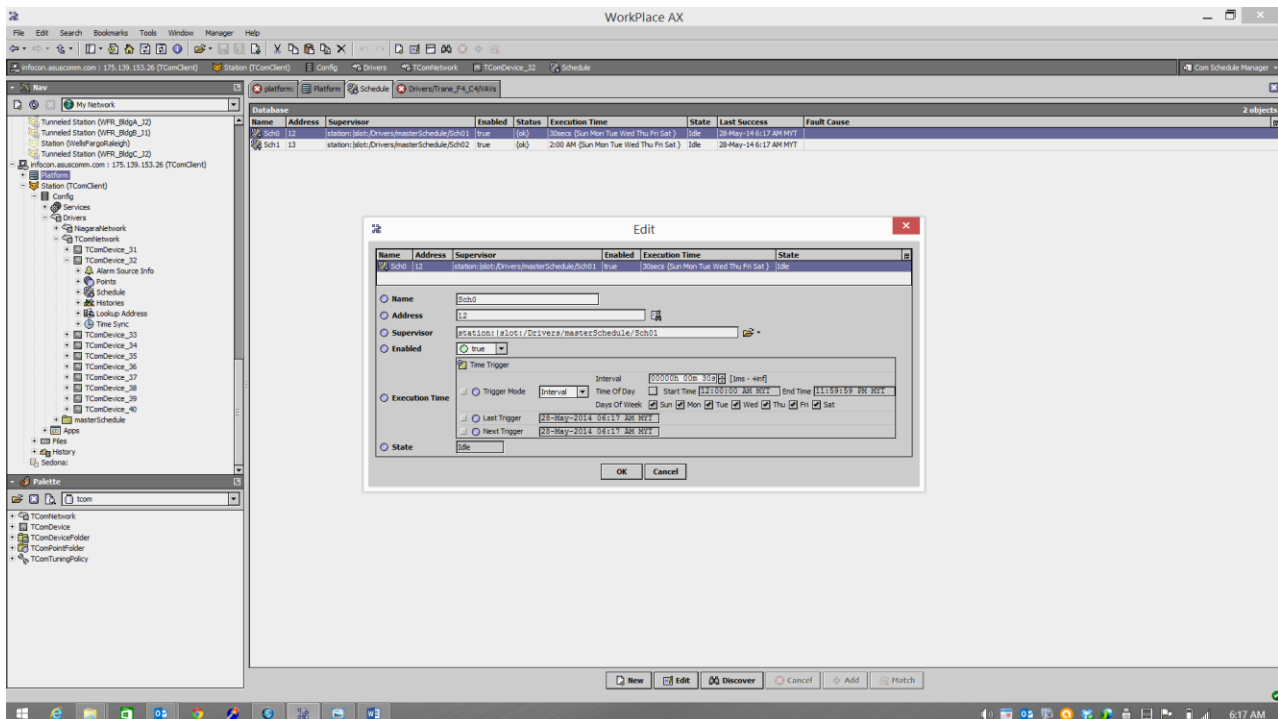 WorkPlace AX
File Edit Search Bookmarks Tools Window Manager Help
infocon.asuscomm.com : 175.139.153.26 (TComClient) Station (TComClient) Config Drivers TComNetwork TComDevice_32 Schedule Com Schedule Manager
Nav
My Network
Tunneled Station (WFR_BldgA_J2)
Tunneled Station (WFR_BldgB_J1)
Station (WellsFargoRaleigh)
Tunneled Station (WFR_BldgC_J2)
infocon.asuscomm.com : 175.139.153.26 (TComClient)
Platform
Station (TComClient)
Config
Services
Drivers
NiagaraNetwork
TComNetwork
TComDevice_31
TComDevice_32
Alarm Source Info
Points
Schedule
Histories
Lookup Address
Time Sync
TComDevice_33
TComDevice_34
TComDevice_35
TComDevice_36
TComDevice_37
TComDevice_38
TComDevice_39
TComDevice_40
masterSchedule
Apps
Files
History
Sedona:
Palette
tcom
TComNetwork
TComDevice
TComDeviceFolder
TComPointFolder
TComTuningPolicy
platform: Platform Schedule Drivers/Trane_F4_C4/VAVs
Database 2 objects
Name Address Supervisor Enabled Status Execution Time State Last Success Fault Cause
Sch0 12 station:|slot:/Drivers/masterSchedule/Sch01 true {ok} 30secs {Sun Mon Tue Wed Thu Fri Sat } Idle 28-May-14 6:17 AM MYT
Sch1 13 station:|slot:/Drivers/masterSchedule/Sch02 true {ok} 2:00 AM {Sun Mon Tue Wed Thu Fri Sat } Idle 28-May-14 6:17 AM MYT
Edit
Name Address Supervisor Enabled Execution Time State
Sch0 12 station:|slot:/Drivers/masterSchedule/Sch01 true 30secs {Sun Mon Tue Wed Thu Fri Sat } Idle
Name Sch0
Address 12
Supervisor station:|slot:/Drivers/masterSchedule/Sch01
Enabled true
Execution Time
Time Trigger
Interval 00000h 00m 30s [1ms - +inf]
Trigger Mode Interval Time Of Day Start Time 12:00:00 AM MYT End Time 11:59:59 PM MYT
Days Of Week Sun Mon Tue Wed Thu Fri Sat
Last Trigger 28-May-2014 06:17 AM MYT
Next Trigger 28-May-2014 06:17 AM MYT
State Idle
OK Cancel
New Edit Discover Cancel Add Match
6:17 AM